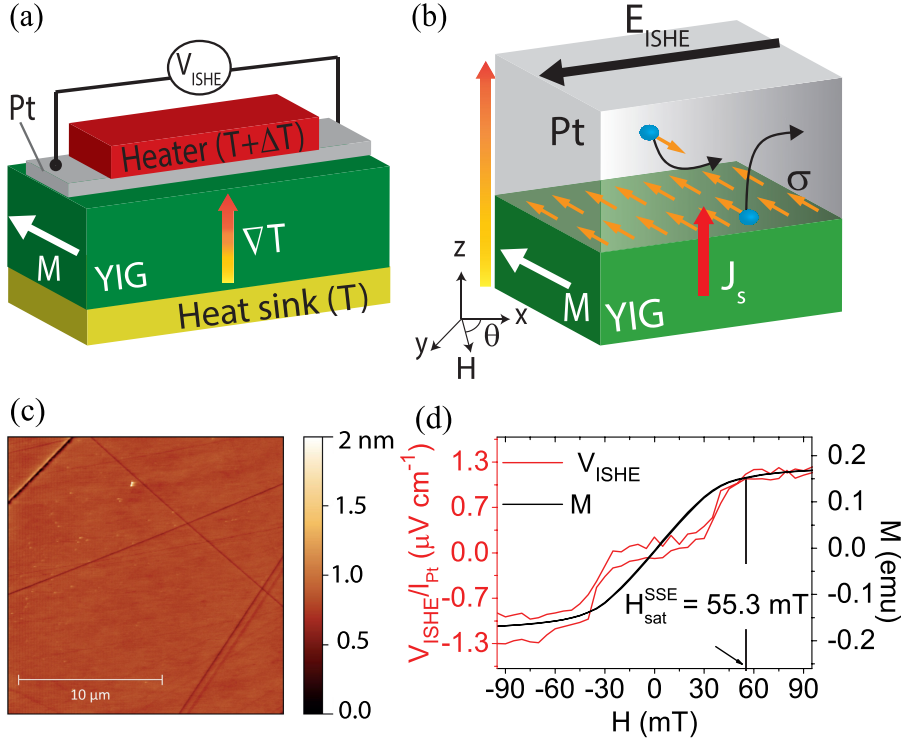 (a)
V_ISHE
Pt
Heater (T+ΔT)
∇T
M
YIG
Heat sink (T)
(b)
E_ISHE
Pt
σ
z
M
J_s
YIG
x
θ
y
H
(c)
2 nm
1.5
1.0
0.5
0.0
10 μm
(d)
V_ISHE
M
1.3
0.7
0.0
-0.7
-1.3
V_ISHE/l_Pt (μV cm⁻¹)
0.2
0.1
0.0
-0.1
-0.2
M (emu)
H_sat^SSE = 55.3 mT
-90 -60 -30 0 30 60 90
H (mT)